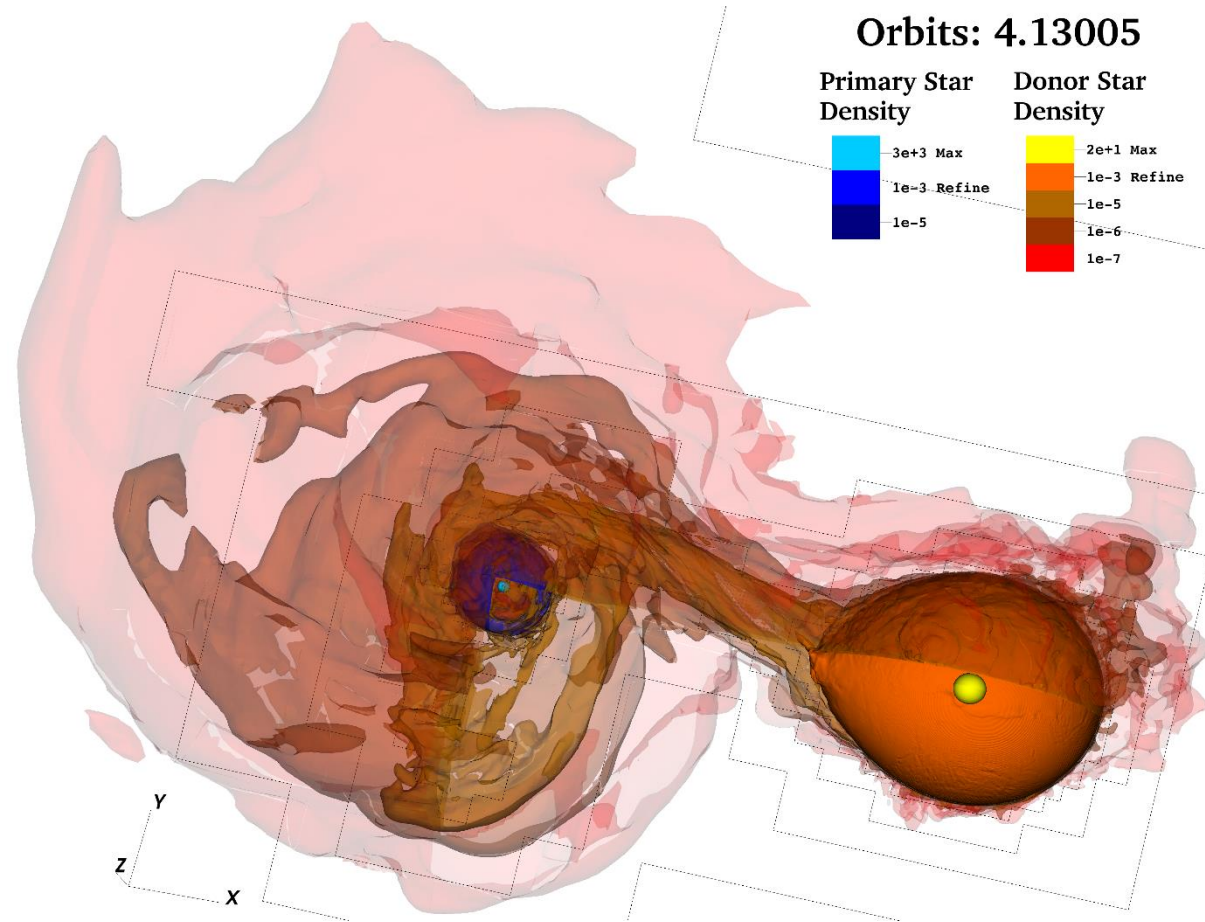 Orbits: 4.13005
Primary Star
Density
3e+3 Max
1e-3 Refine
1e-5
Donor Star
Density
2e+1 Max
1e-3 Refine
1e-5
1e-6
1e-7
Y
Z
X